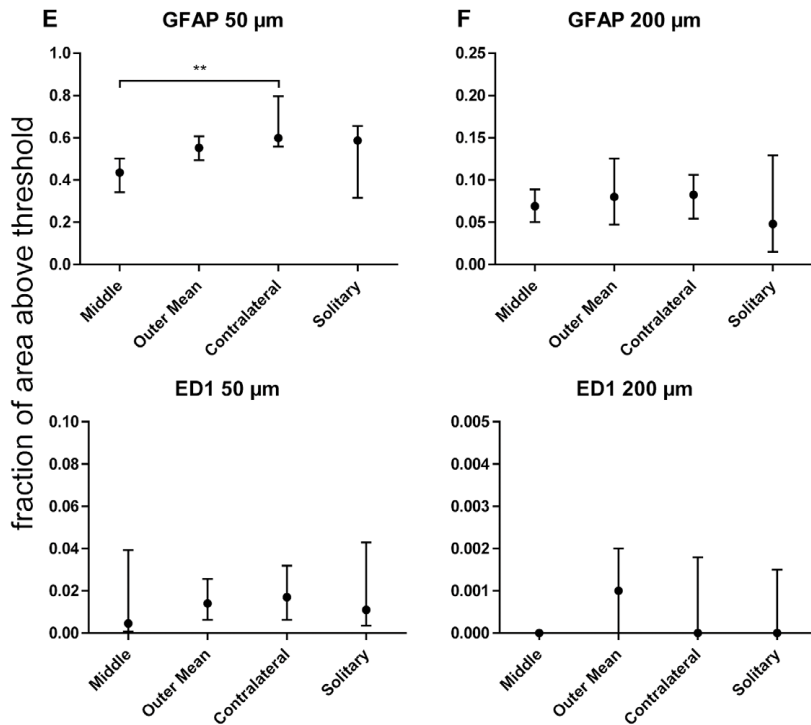 E
GFAP 50 µm
1.0
0.8
0.6
0.4
0.2
0.0
**
Middle
Outer Mean
Contralateral
Solitary
F
GFAP 200 µm
0.25
0.20
0.15
0.10
0.05
0.00
Middle
Outer Mean
Contralateral
Solitary
fraction of area above threshold
ED1 50 µm
0.10
0.08
0.06
0.04
0.02
0.00
Middle
Outer Mean
Contralateral
Solitary
ED1 200 µm
0.005
0.004
0.003
0.002
0.001
0.000
Middle
Outer Mean
Contralateral
Solitary